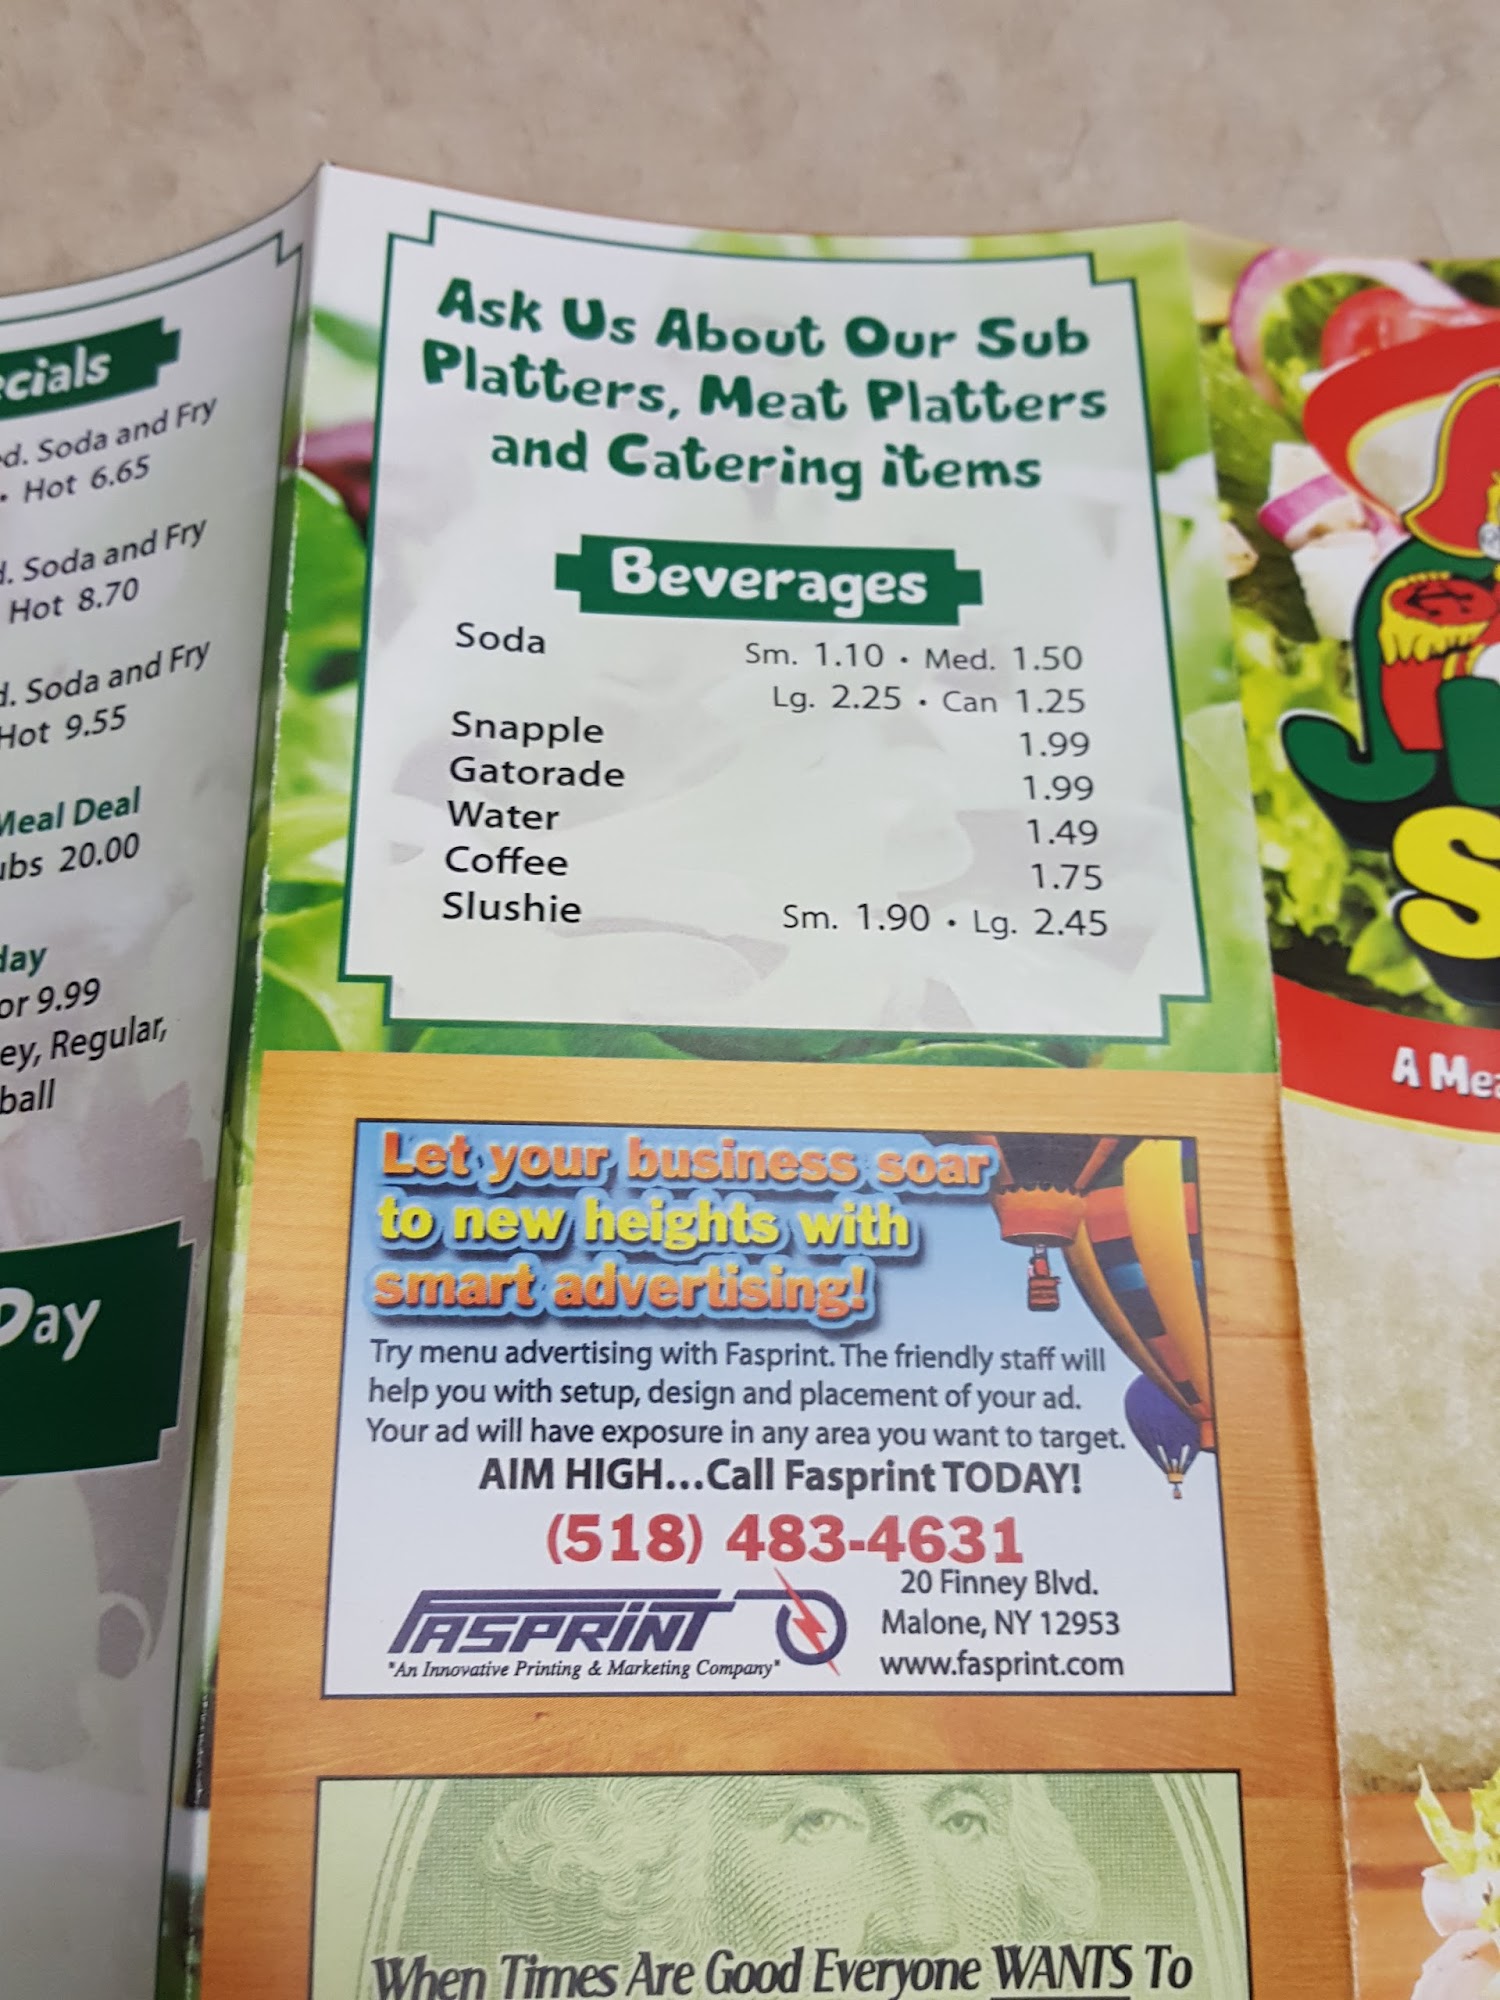 ecials
ed. Soda and Fry
• Hot 6.65
d. Soda and Fry
Hot 8.70
d. Soda and Fry
Hot 9.55
Meal Deal
ubs 20.00
day
or 9.99
ey, Regular,
ball
Day
Ask Us About Our Sub
Platters, Meat Platters
and Catering items
Beverages
Soda Sm. 1.10 • Med. 1.50
Lg. 2.25 • Can 1.25
Snapple 1.99
Gatorade 1.99
Water 1.49
Coffee 1.75
Slushie Sm. 1.90 • Lg. 2.45
Let your business soar
to new heights with
smart advertising!
Try menu advertising with Fasprint. The friendly staff will
help you with setup, design and placement of your ad.
Your ad will have exposure in any area you want to target.
AIM HIGH...Call Fasprint TODAY!
(518) 483-4631
20 Finney Blvd.
FASPRINT Malone, NY 12953
"An Innovative Printing & Marketing Company" www.fasprint.com
When Times Are Good Everyone WANTS To
J
S
A Mea